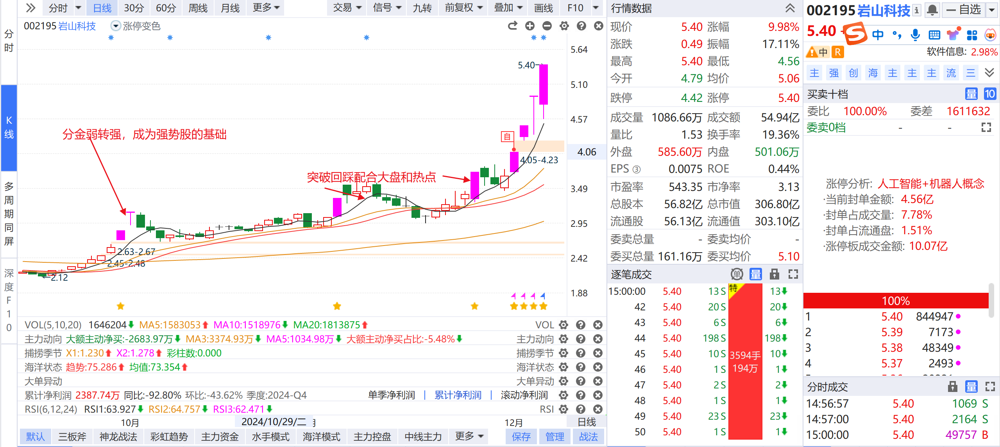 分时 日线 30分 60分 周线 月线 更多 交易 信号 九转 前复权 叠加 画线 F10
002195 岩山科技 涨停变色
分时
K线
多周期同屏
深度F10
5.64
5.10
4.57
4.06
3.49
2.95
2.42
1.88
5.40
分金弱转强，成为强势股的基础
突破回踩配合大盘和热点
自
4.05-4.23
2.63-2.67
2.45-2.48
←2.12
VOL(5,10,20) 1646204 MA5:1583053 MA10:1518976 MA20:1813875 VOL
主力动向 大额主动净买:-2683.97万 MA3:3374.93万 MA5:1034.98万 大额主动净买占比:-5.48% 主力动向
捕捞季节 X1:1.230 X2:1.278 彩柱数:0.000 捕捞季节
海洋状态 趋势:75.286 均值:73.354 海洋状态
大单异动 大单异动
累计净利润 2387.74万 同比:-92.80% 环比:-43.62% 季度:2024-Q4 单季净利润 | 累计净利润 | 滚动净利润
RSI(6,12,24) RSI1:63.927 RSI2:64.757 RSI3:62.471 RSI
10月 2024/10/29/二 月 12月 日线
默认 三板斧 神龙战法 彩虹趋势 主力资金 水手模式 海洋模式 主力控盘 中线主力 更多 保存 管理 战法
行情数据
现价 5.40 涨幅 9.98%
涨跌 0.49 振幅 17.11%
最高 5.40 最低 4.56
今开 4.79 均价 5.06
跌停 4.42 涨停 5.40
成交量 1086.66万 成交额 54.94亿
量比 1.53 换手率 19.36%
外盘 585.60万 内盘 501.06万
EPS ③ 0.0075 ROE 0.44%
市盈率 543.35 市净率 3.13
总股本 56.82亿 总市值 306.80亿
流通股 56.13亿 流通值 303.10亿
委卖总量 - 委卖均价 -
委买总量 161.16万 委买均价 5.10
逐笔成交 单 量
15:00:00 5.40 13 S 特 13
42 5.40 20 S 20
43 5.40 6 S 6
44 5.40 198 S 198
45 5.40 10 S 3594手 10
46 5.40 1 S 194万 1
47 5.40 2 S 2
48 5.40 1 S 1
49 5.40 23 S 23
50 5.40 1 S 1
002195 岩山科技 i 自选
5.40 + S 中
中 R 软件信息: 2.98%
主 强 创 海 主 主 主 流 三
买卖十档 量 10
委比 100.00% 委差 1611632
委卖0档 - -
涨停分析: 人工智能+机器人概念
·当前封单金额: 4.56亿
·封单占成交量: 7.78%
·封单占流通盘: 1.51%
·涨停板成交金额: 10.07亿
100%
1 5.40 844947
2 5.39 7173
3 5.38 48349
4 5.37 2493
分时成交 量
14:56:57 5.40 1069 S
14:57:00 5.40 2164 S
15:00:00 5.40 49757 B